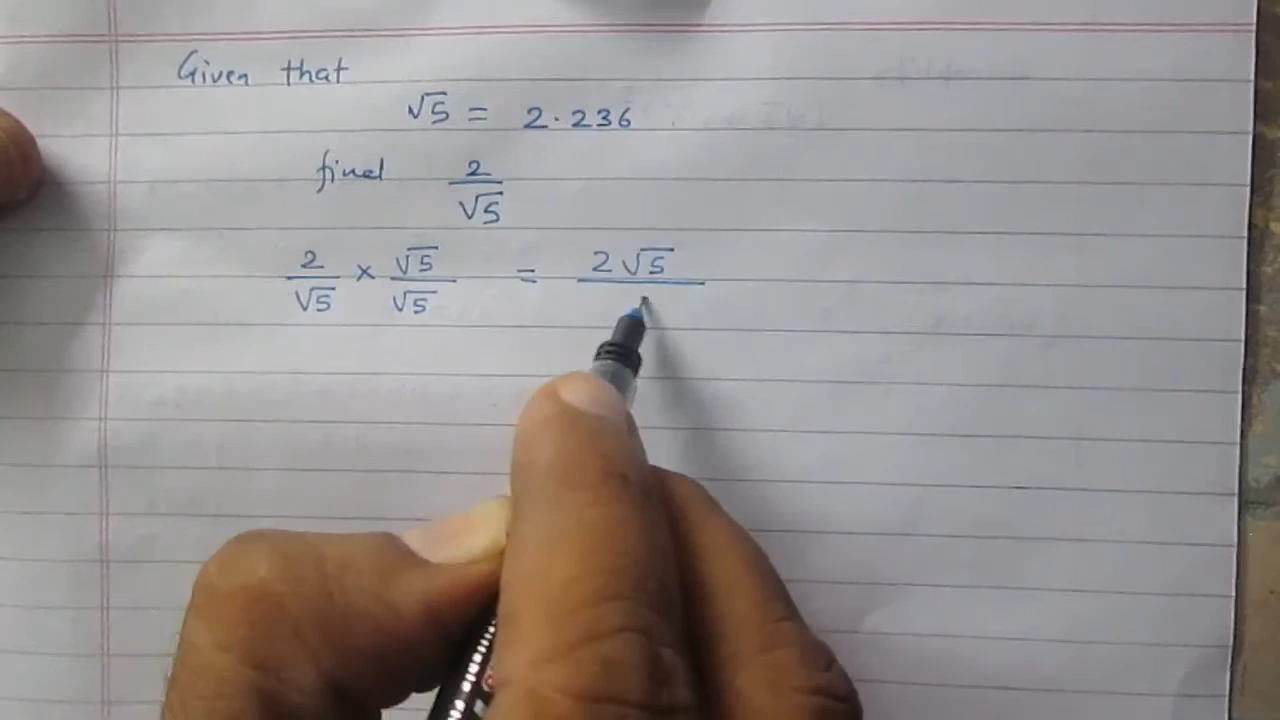 Given that
√5 = 2.236
find 2/√5
2/√5 × √5/√5 = 2√5/